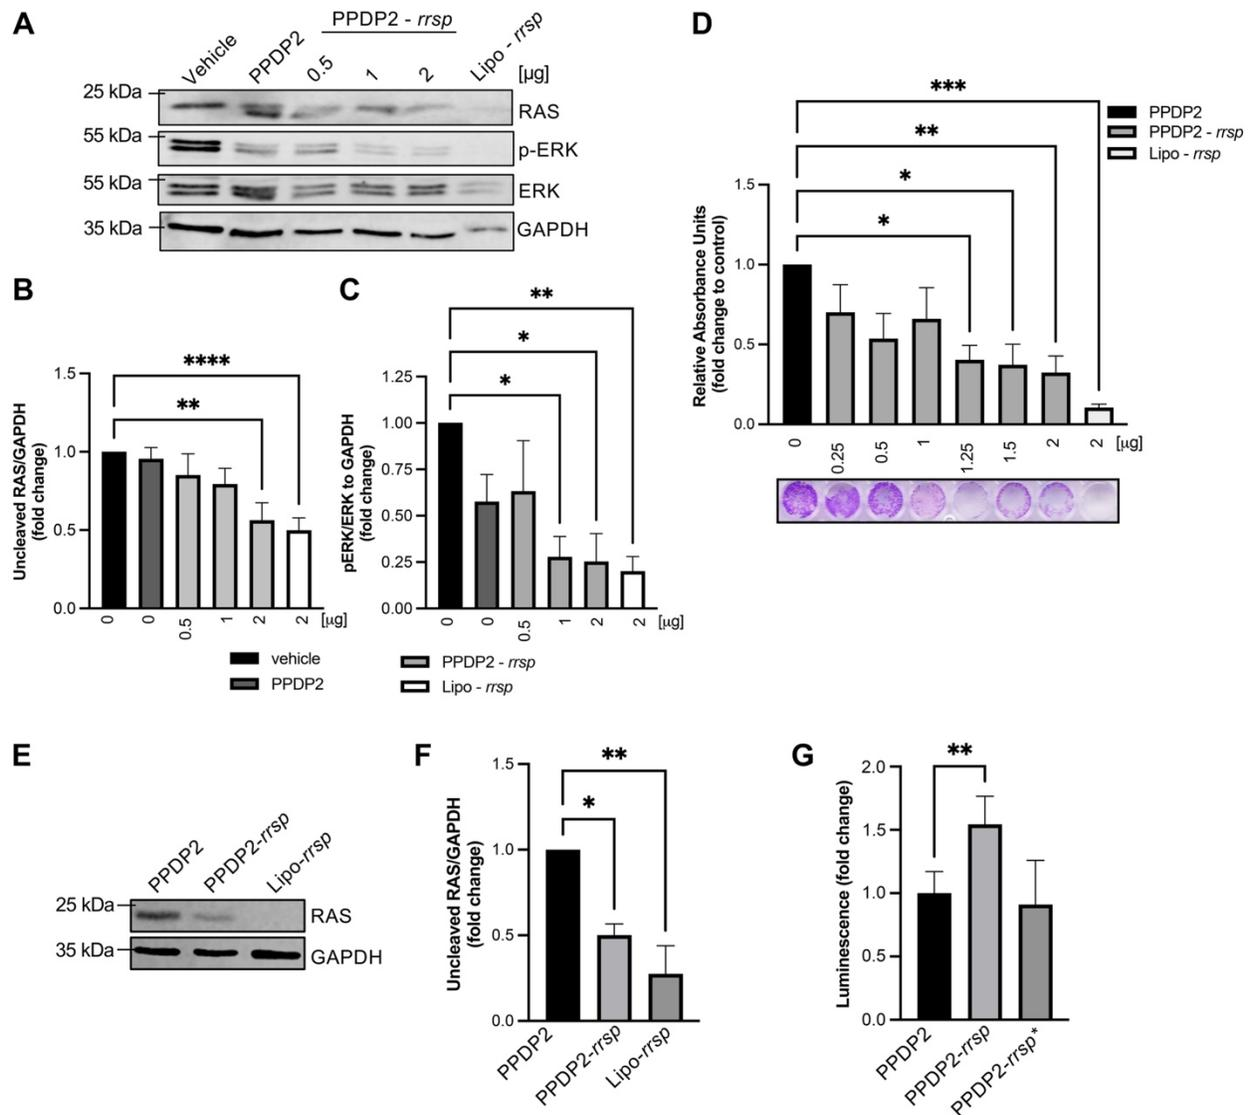 A
PPDP2 - rrsp
Vehicle
PPDP2
0.5
1
2
Lipo - rrsp
[µg]
25 kDa
RAS
55 kDa
p-ERK
55 kDa
ERK
35 kDa
GAPDH
B
Uncleaved RAS/GAPDH
(fold change)
1.5
1.0
0.5
0.0
****
**
0
0
0.5
1
2
2
[µg]
C
pERK/ERK to GAPDH
(fold change)
1.25
1.00
0.75
0.50
0.25
0.00
**
*
*
0
0
0.5
1
2
2
[µg]
vehicle
PPDP2
PPDP2 - rrsp
Lipo - rrsp
D
Relative Absorbance Units
(fold change to control)
1.5
1.0
0.5
0.0
***
**
*
*
PPDP2
PPDP2 - rrsp
Lipo - rrsp
0
0.25
0.5
1
1.25
1.5
2
2
[µg]
E
PPDP2
PPDP2-rrsp
Lipo-rrsp
25 kDa
RAS
35 kDa
GAPDH
F
Uncleaved RAS/GAPDH
(fold change)
1.5
1.0
0.5
0.0
**
*
PPDP2
PPDP2-rrsp
Lipo-rrsp
G
Luminescence (fold change)
2.0
1.5
1.0
0.5
0.0
**
PPDP2
PPDP2-rrsp
PPDP2-rrsp*